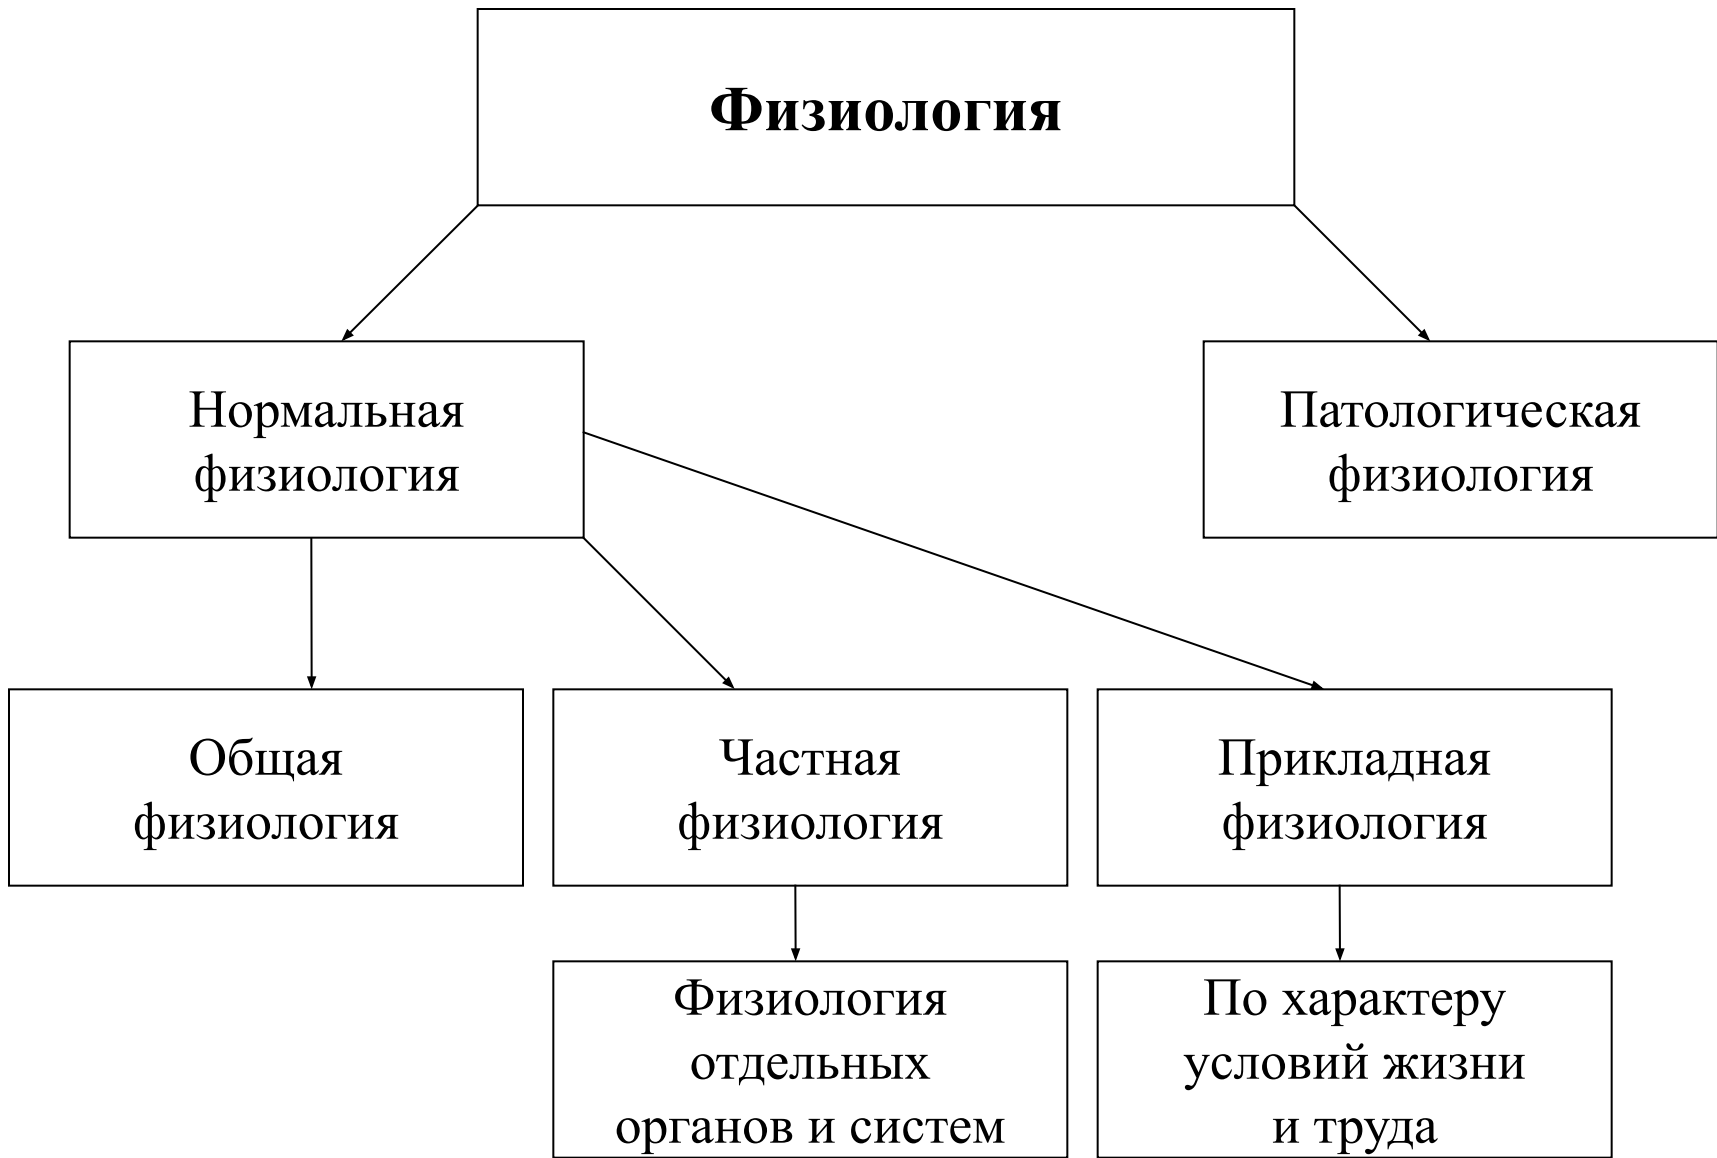 Физиология
Нормальная
физиология
Патологическая
физиология
Общая
физиология
Частная
физиология
Прикладная
физиология
Физиология
отдельных
органов и систем
По характеру
условий жизни
и труда